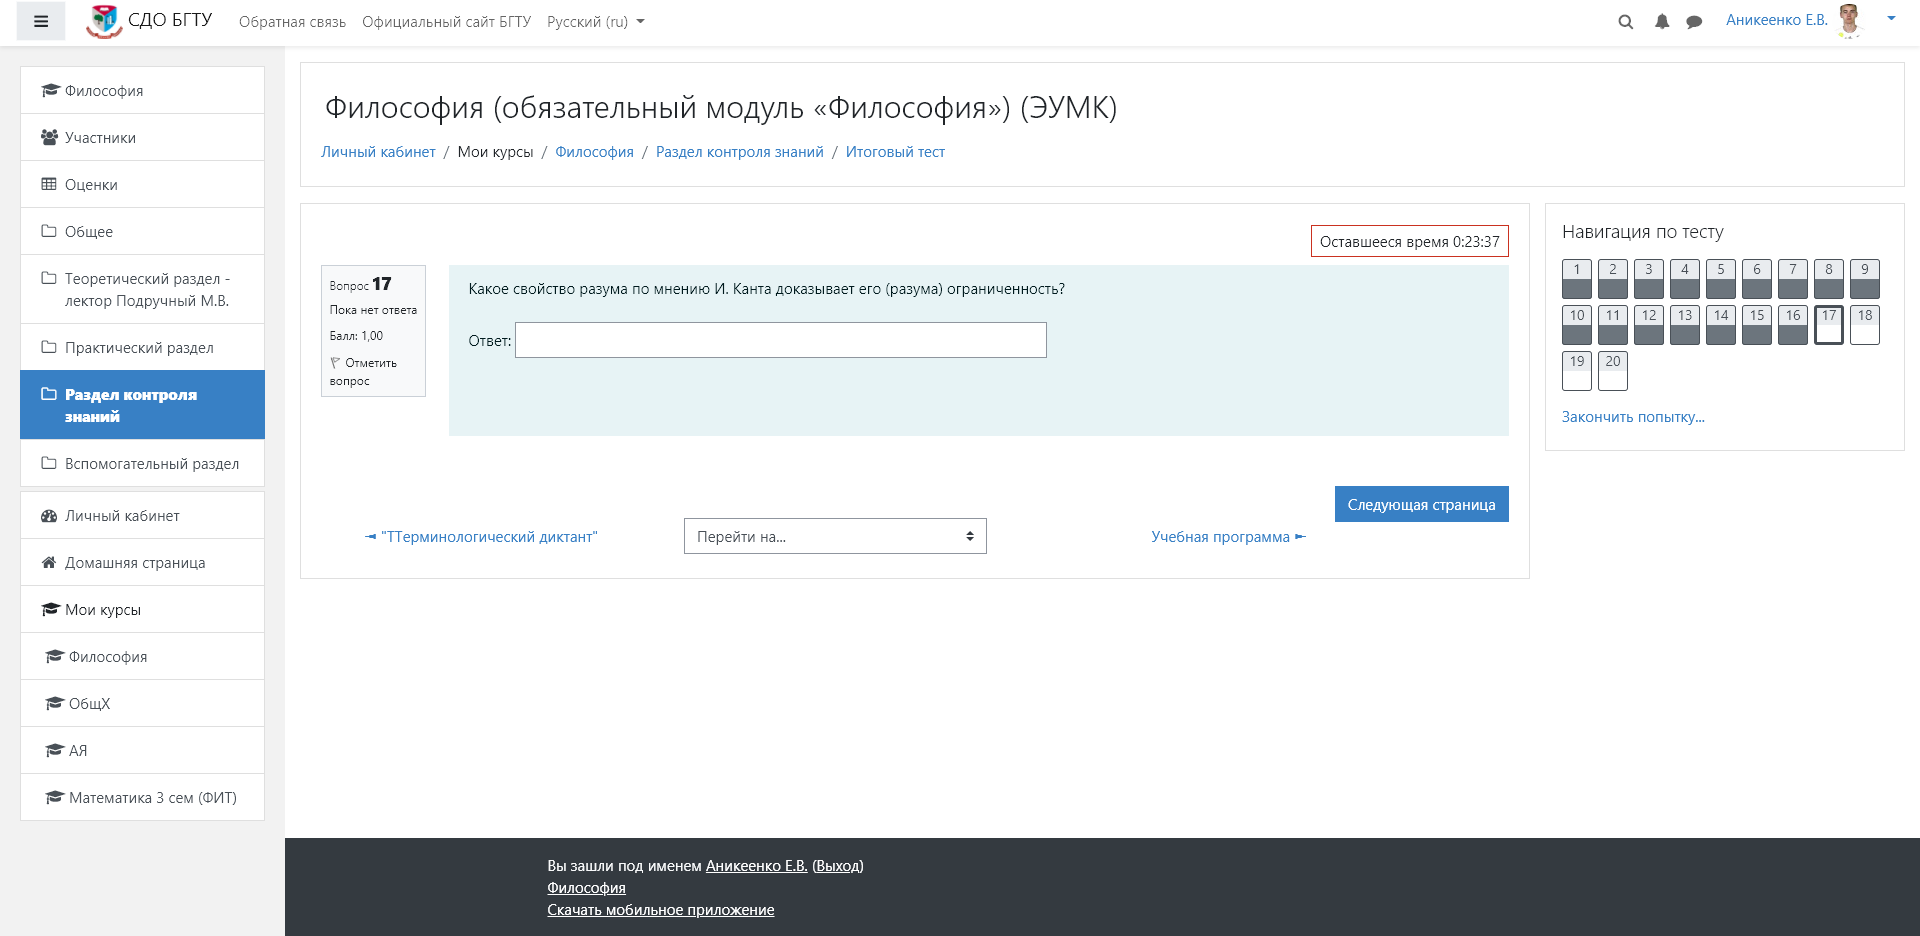 СДО БГТУ
Обратная связь
Официальный сайт БГТУ
Русский (ru)
Аникеенко Е.В.
Философия
Участники
Оценки
Общее
Теоретический раздел -
лектор Подручный М.В.
Практический раздел
Раздел контроля
знаний
Вспомогательный раздел
Личный кабинет
Домашняя страница
Мои курсы
Философия
ОбщХ
АЯ
Математика 3 сем (ФИТ)
Философия (обязательный модуль «Философия») (ЭУМК)
Личный кабинет / Мои курсы / Философия / Раздел контроля знаний / Итоговый тест
Оставшееся время 0:23:37
Вопрос 17
Пока нет ответа
Балл: 1,00
Отметить
вопрос
Какое свойство разума по мнению И. Канта доказывает его (разума) ограниченность?
Ответ:
Следующая страница
◄ "ТТерминологический диктант"
Перейти на...
Учебная программа ►
Навигация по тесту
1 2 3 4 5 6 7 8 9
10 11 12 13 14 15 16 17 18
19 20
Закончить попытку...
Вы зашли под именем Аникеенко Е.В. (Выход)
Философия
Скачать мобильное приложение